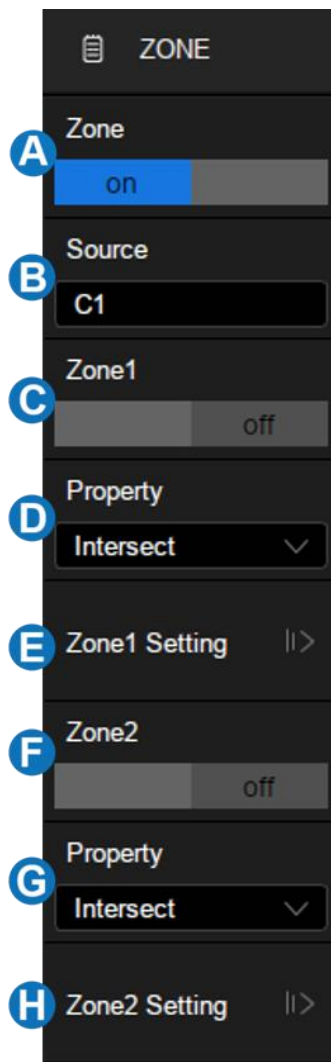 ZONE
A
Zone
on
B
Source
C1
C
Zone1
off
D
Property
Intersect
E
Zone1 Setting
F
Zone2
off
G
Property
Intersect
H
Zone2 Setting